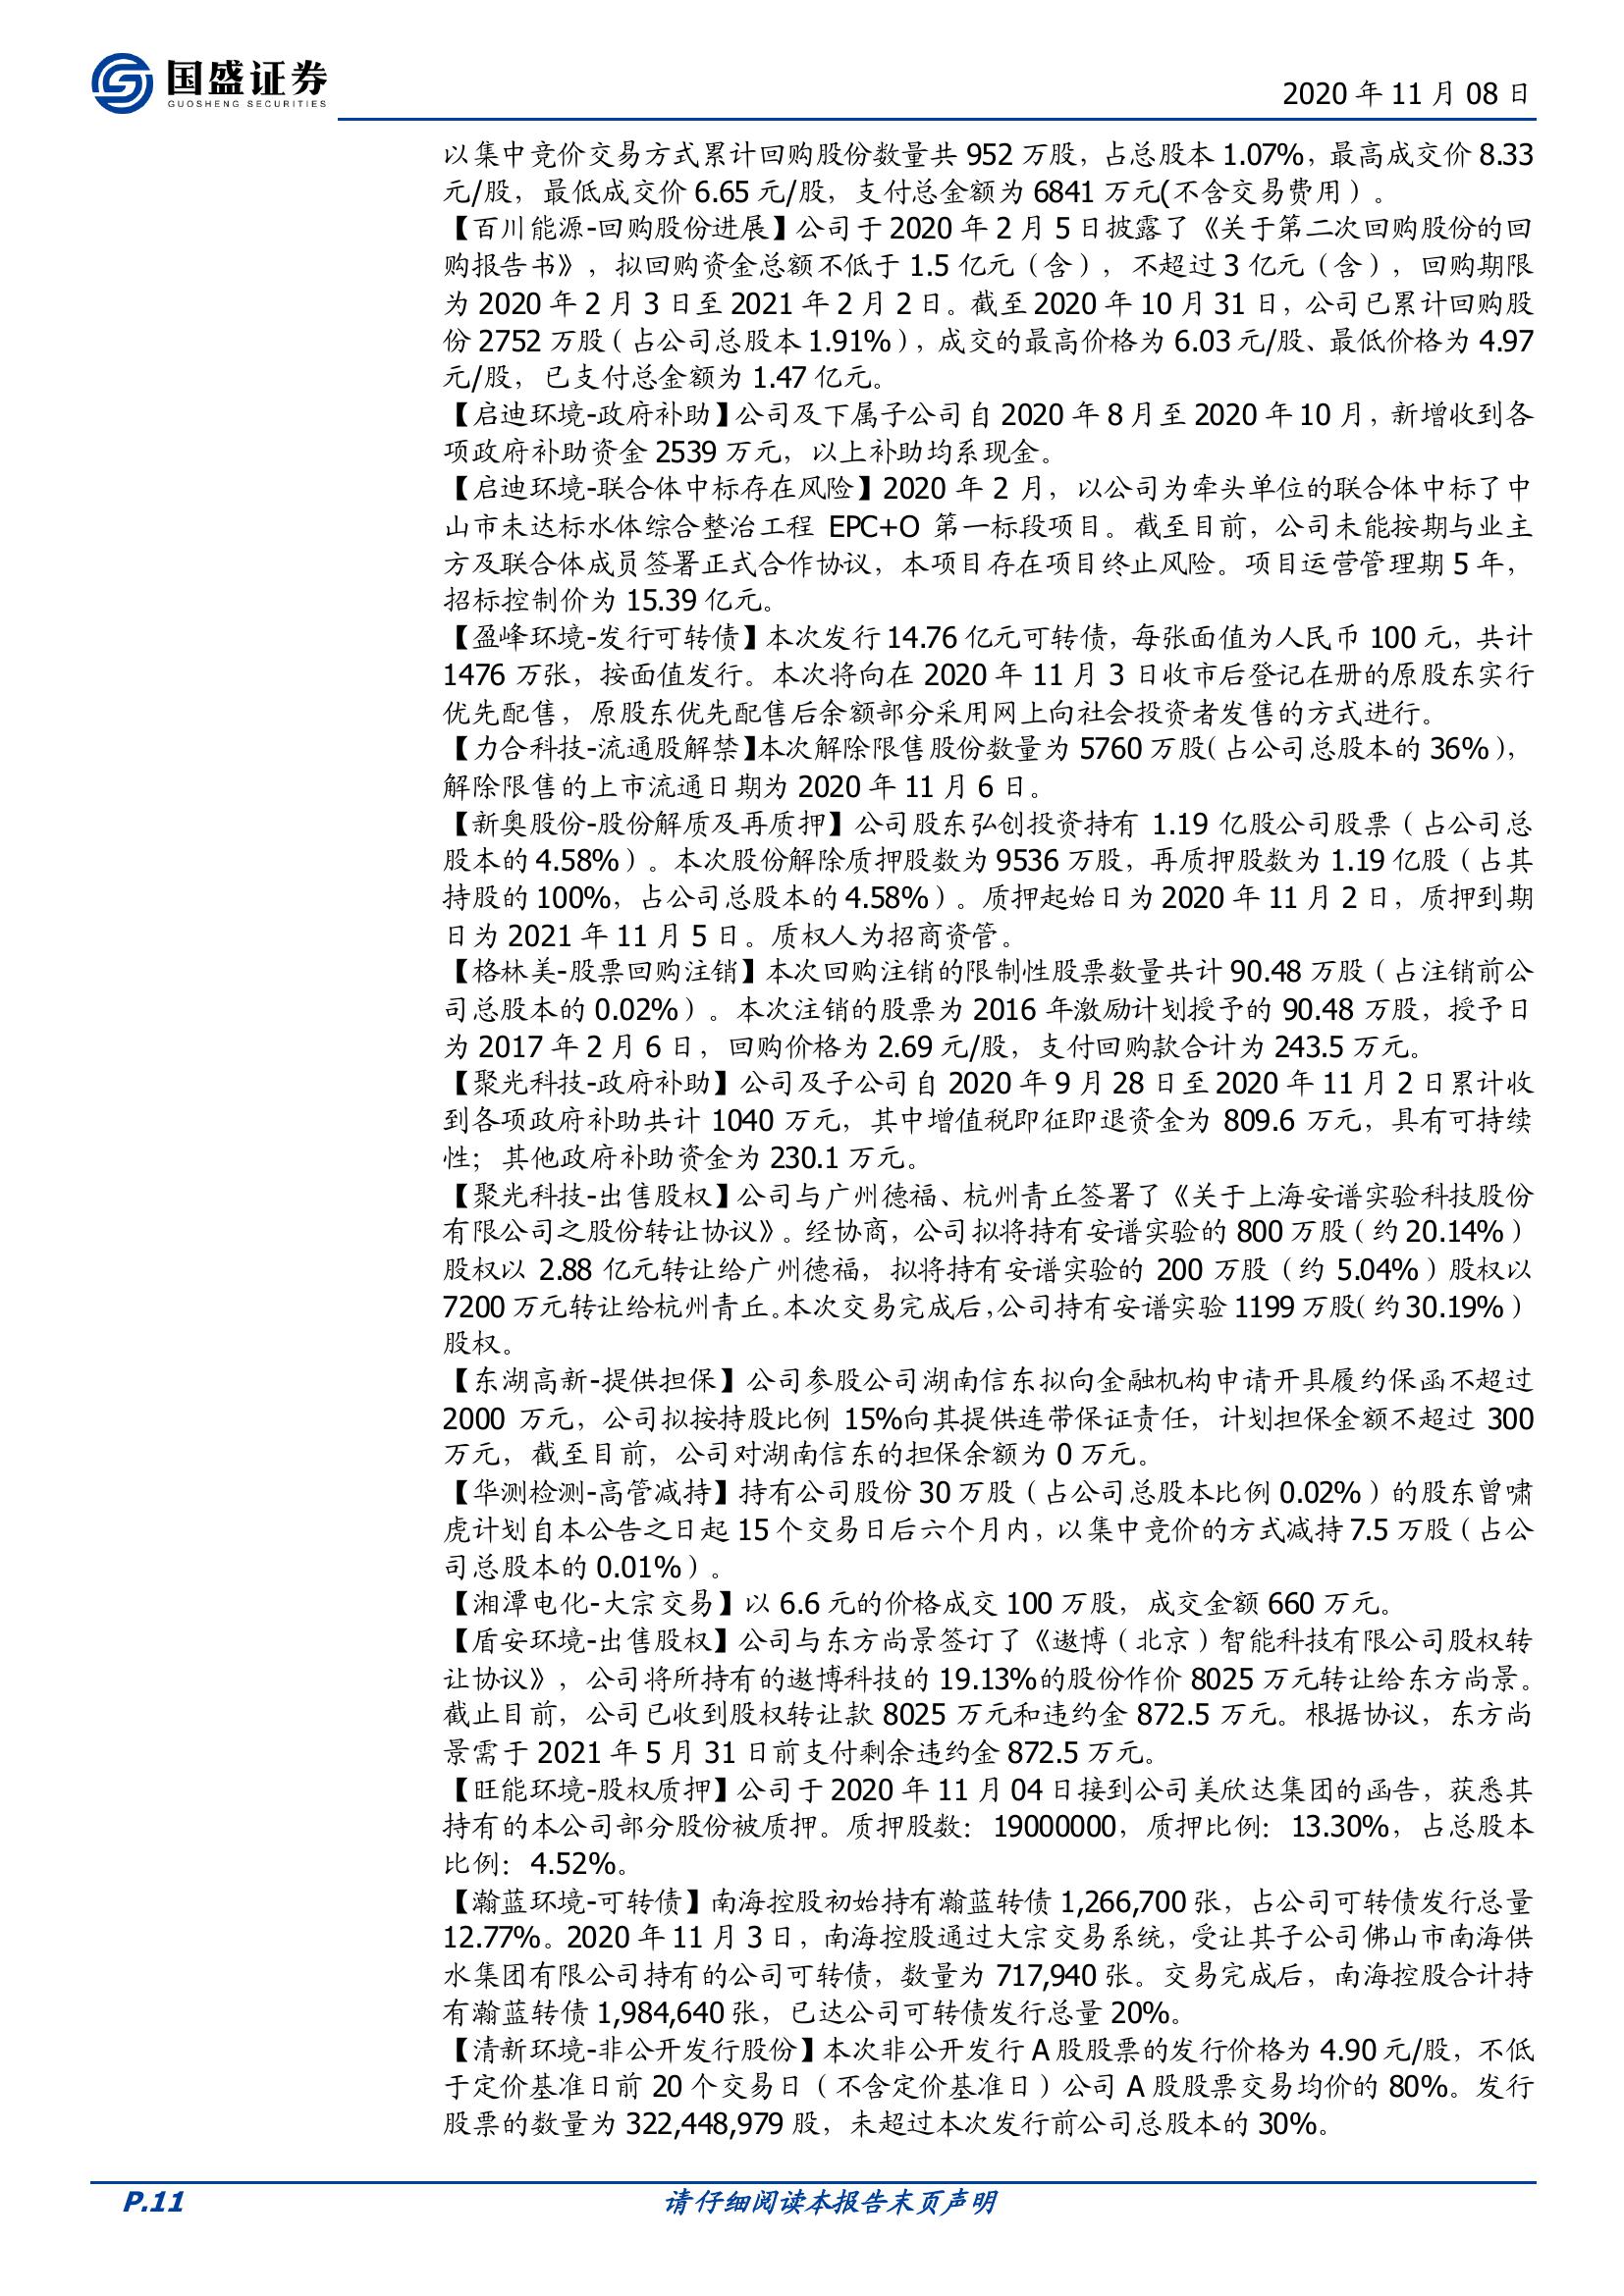 国盛证券
GUOSHENG SECURITIES
2020 年 11 月 08 日
以集中竞价交易方式累计回购股份数量共 952 万股，占总股本 1.07%，最高成交价 8.33
元/股，最低成交价 6.65 元/股，支付总金额为 6841 万元(不含交易费用）。
【百川能源-回购股份进展】公司于 2020 年 2 月 5 日披露了《关于第二次回购股份的回
购报告书》，拟回购资金总额不低于 1.5 亿元（含），不超过 3 亿元（含），回购期限
为 2020 年 2 月 3 日至 2021 年 2 月 2 日。截至 2020 年 10 月 31 日，公司已累计回购股
份 2752 万股（占公司总股本 1.91%），成交的最高价格为 6.03 元/股、最低价格为 4.97
元/股，已支付总金额为 1.47 亿元。
【启迪环境-政府补助】公司及下属子公司自 2020 年 8 月至 2020 年 10 月，新增收到各
项政府补助资金 2539 万元，以上补助均系现金。
【启迪环境-联合体中标存在风险】2020 年 2 月，以公司为牵头单位的联合体中标了中
山市未达标水体综合整治工程 EPC+O 第一标段项目。截至目前，公司未能按期与业主
方及联合体成员签署正式合作协议，本项目存在项目终止风险。项目运营管理期 5 年，
招标控制价为 15.39 亿元。
【盈峰环境-发行可转债】本次发行 14.76 亿元可转债，每张面值为人民币 100 元，共计
1476 万张，按面值发行。本次将向在 2020 年 11 月 3 日收市后登记在册的原股东实行
优先配售，原股东优先配售后余额部分采用网上向社会投资者发售的方式进行。
【力合科技-流通股解禁】本次解除限售股份数量为 5760 万股（占公司总股本的 36%），
解除限售的上市流通日期为 2020 年 11 月 6 日。
【新奥股份-股份解质及再质押】公司股东弘创投资持有 1.19 亿股公司股票（占公司总
股本的 4.58%）。本次股份解除质押股数为 9536 万股，再质押股数为 1.19 亿股（占其
持股的 100%，占公司总股本的 4.58%）。质押起始日为 2020 年 11 月 2 日，质押到期
日为 2021 年 11 月 5 日。质权人为招商资管。
【格林美-股票回购注销】本次回购注销的限制性股票数量共计 90.48 万股（占注销前公
司总股本的 0.02%）。本次注销的股票为 2016 年激励计划授予的 90.48 万股，授予日
为 2017 年 2 月 6 日，回购价格为 2.69 元/股，支付回购款合计为 243.5 万元。
【聚光科技-政府补助】公司及子公司自 2020 年 9 月 28 日至 2020 年 11 月 2 日累计收
到各项政府补助共计 1040 万元，其中增值税即征即退资金为 809.6 万元，具有可持续
性；其他政府补助资金为 230.1 万元。
【聚光科技-出售股权】公司与广州德福、杭州青丘签署了《关于上海安谱实验科技股份
有限公司之股份转让协议》。经协商，公司拟将持有安谱实验的 800 万股（约 20.14%）
股权以 2.88 亿元转让给广州德福，拟将持有安谱实验的 200 万股（约 5.04%）股权以
7200 万元转让给杭州青丘。本次交易完成后，公司持有安谱实验 1199 万股（约 30.19%）
股权。
【东湖高新-提供担保】公司参股公司湖南信东拟向金融机构申请开具履约保函不超过
2000 万元，公司拟按持股比例 15%向其提供连带保证责任，计划担保金额不超过 300
万元，截至目前，公司对湖南信东的担保余额为 0 万元。
【华测检测-高管减持】持有公司股份 30 万股（占公司总股本比例 0.02%）的股东曾啸
虎计划自本公告之日起 15 个交易日后六个月内，以集中竞价的方式减持 7.5 万股（占公
司总股本的 0.01%）。
【湘潭电化-大宗交易】以 6.6 元的价格成交 100 万股，成交金额 660 万元。
【盾安环境-出售股权】公司与东方尚景签订了《遨博（北京）智能科技有限公司股权转
让协议》，公司将所持有的遨博科技的 19.13%的股份作价 8025 万元转让给东方尚景。
截止目前，公司已收到股权转让款 8025 万元和违约金 872.5 万元。根据协议，东方尚
景需于 2021 年 5 月 31 日前支付剩余违约金 872.5 万元。
【旺能环境-股权质押】公司于 2020 年 11 月 04 日接到公司美欣达集团的函告，获悉其
持有的本公司部分股份被质押。质押股数：19000000，质押比例：13.30%，占总股本
比例：4.52%。
【瀚蓝环境-可转债】南海控股初始持有瀚蓝转债 1,266,700 张，占公司可转债发行总量
12.77%。2020 年 11 月 3 日，南海控股通过大宗交易系统，受让其子公司佛山市南海供
水集团有限公司持有的公司可转债，数量为 717,940 张。交易完成后，南海控股合计持
有瀚蓝转债 1,984,640 张，已达公司可转债发行总量 20%。
【清新环境-非公开发行股份】本次非公开发行 A 股股票的发行价格为 4.90 元/股，不低
于定价基准日前 20 个交易日（不含定价基准日）公司 A 股股票交易均价的 80%。发行
股票的数量为 322,448,979 股，未超过本次发行前公司总股本的 30%。
P.11
请仔细阅读本报告末页声明